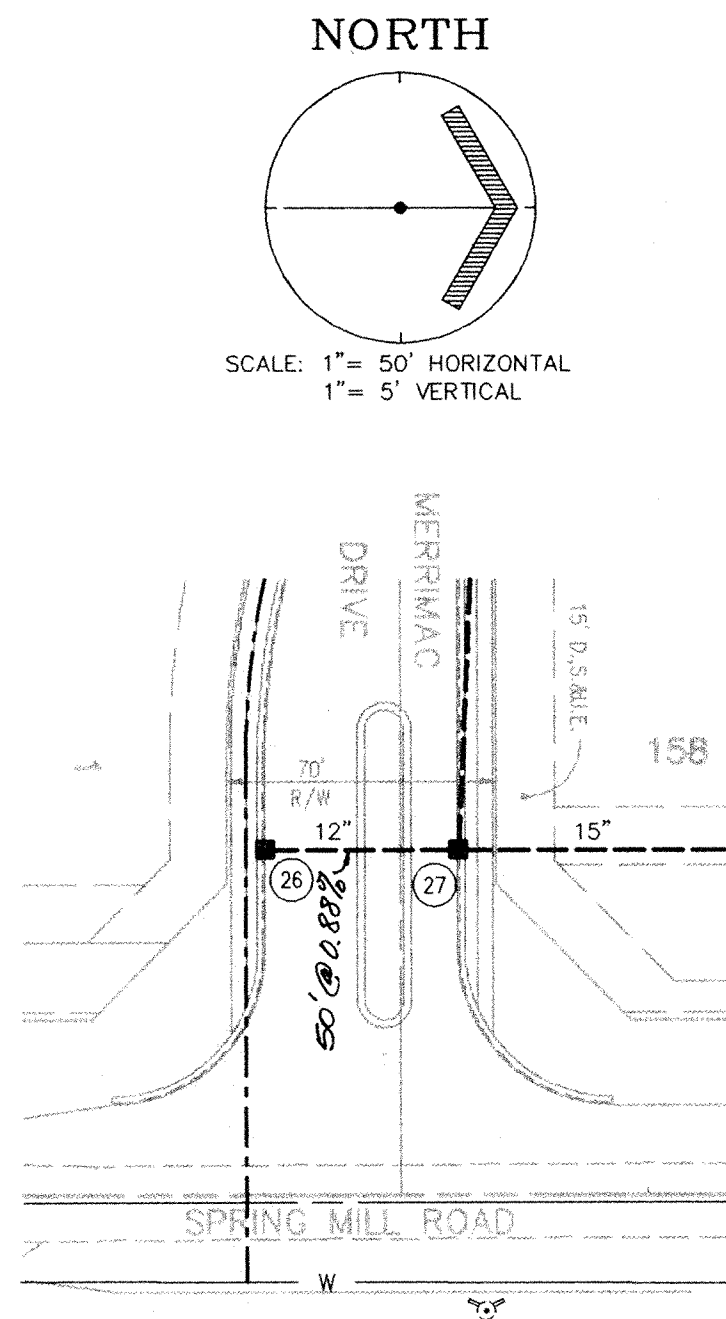 NORTH
SCALE: 1"= 50' HORIZONTAL
1"= 5' VERTICAL
MERRIMAC
DRIVE
15' D,S,&U.E.
158
70'
R/W
12"
15"
26
27
50' @ 0.88%
SPRING MILL ROAD
W